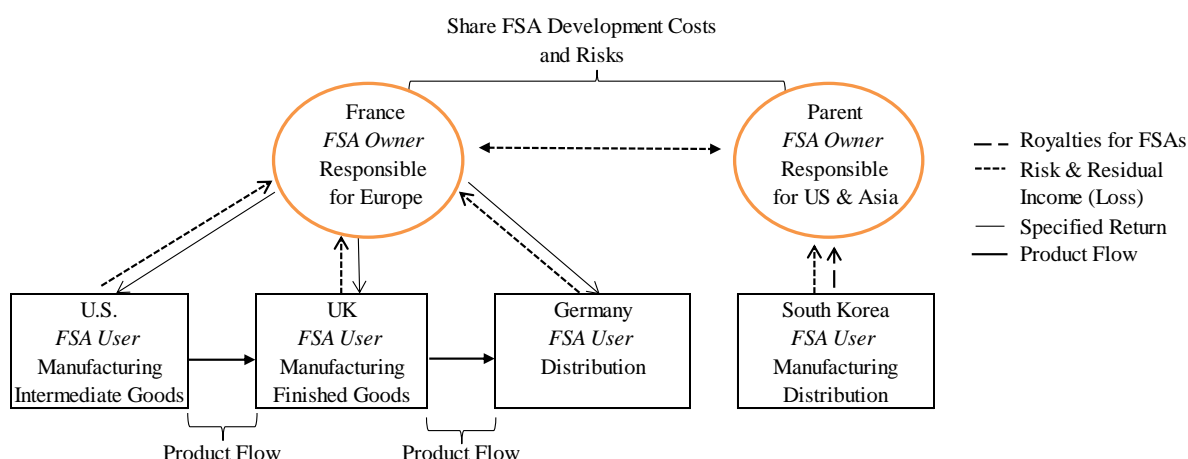 Share FSA Development Costs
and Risks
France
FSA Owner
Responsible
for Europe
Parent
FSA Owner
Responsible
for US & Asia
Royalties for FSAs
Risk & Residual
Income (Loss)
Specified Return
Product Flow
U.S.
FSA User
Manufacturing
Intermediate Goods
UK
FSA User
Manufacturing
Finished Goods
Germany
FSA User
Distribution
South Korea
FSA User
Manufacturing
Distribution
Product Flow
Product Flow